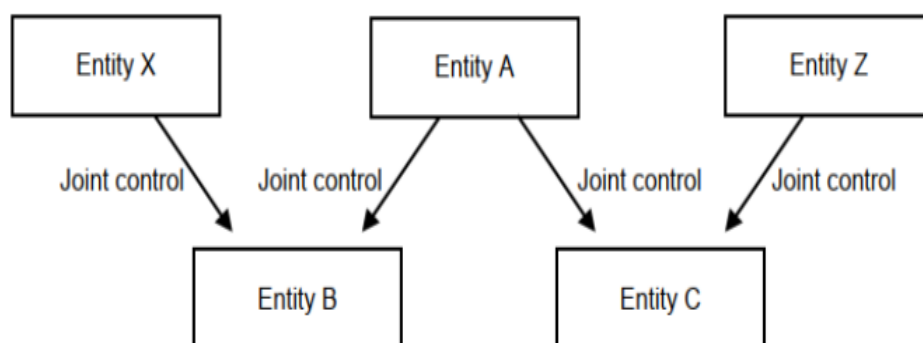 Entity X
Entity A
Entity Z
Joint control
Joint control
Joint control
Joint control
Entity B
Entity C